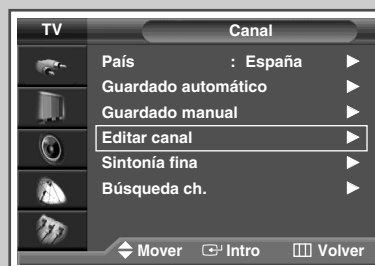 TV Canal
País : España
Guardado automático
Guardado manual
Editar canal
Sintonía fina
Búsqueda ch.
Mover Intro Volver